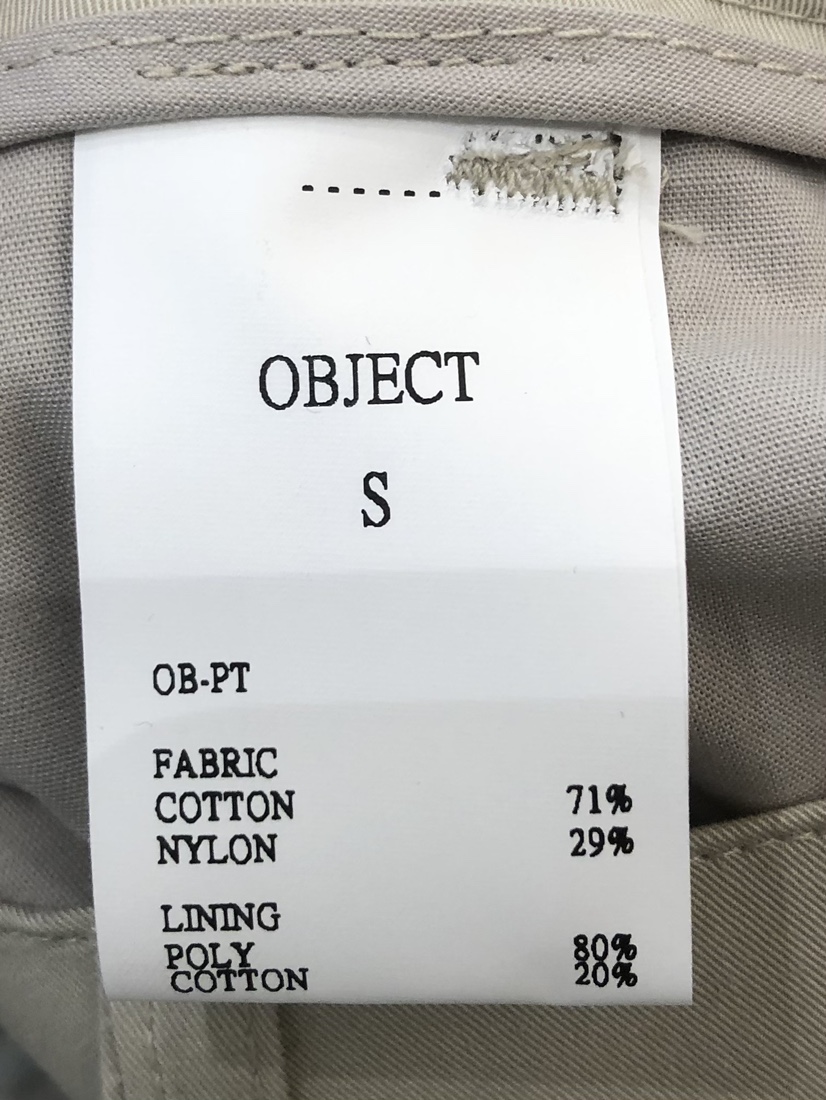 OBJECT
S
OB-PT
FABRIC
COTTON 71%
NYLON 29%
LINING
POLY 80%
COTTON 20%